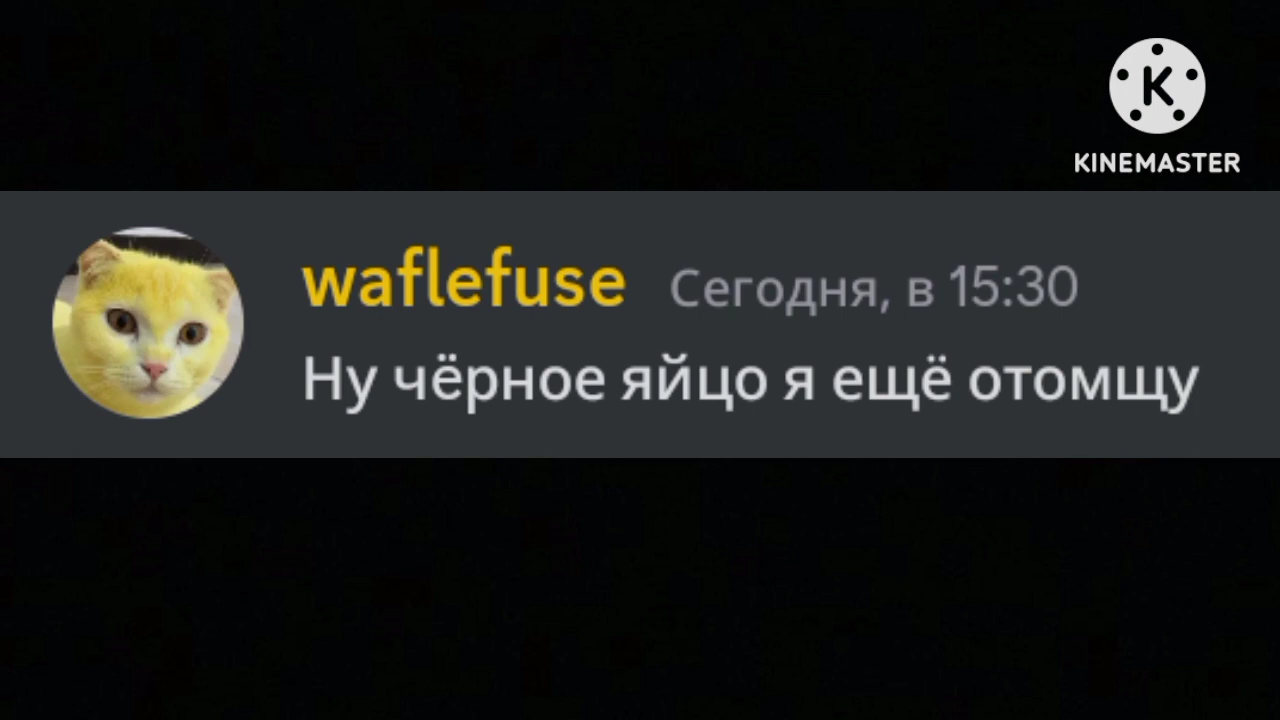 K
KINEMASTER
waflefuse Сегодня, в 15:30
Ну чёрное яйцо я ещё отомщу